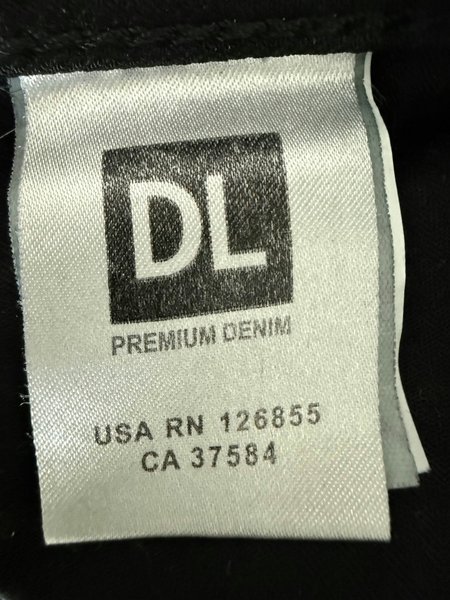 DL
PREMIUM DENIM
USA RN 126855
CA 37584